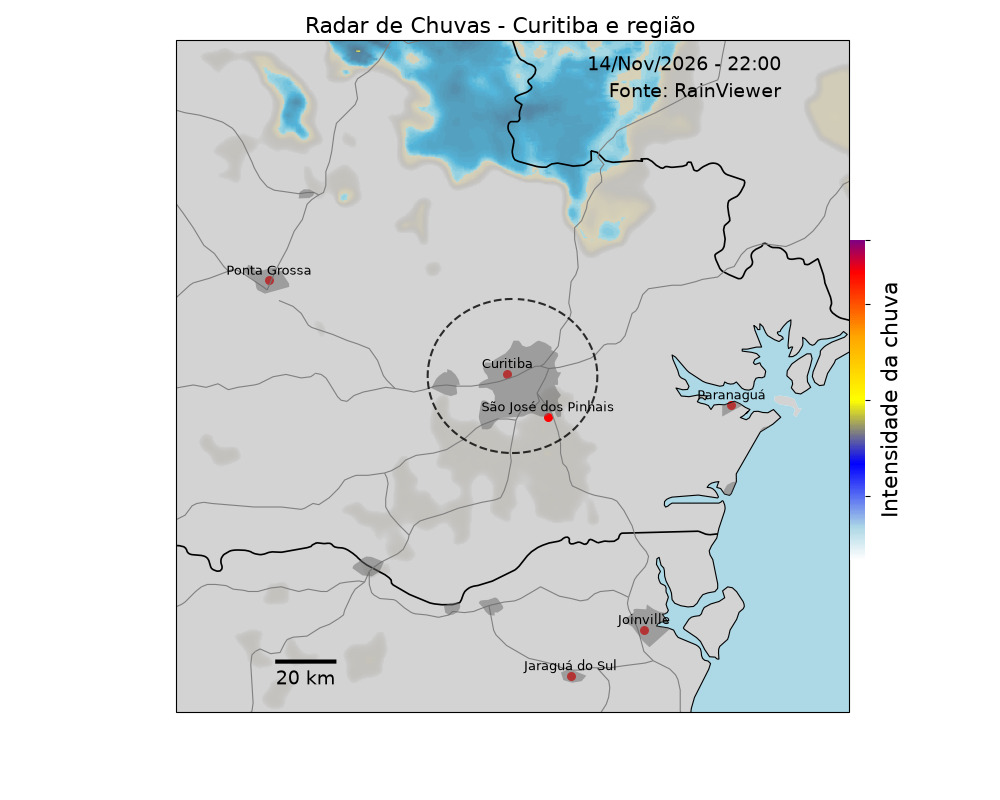 Radar de Chuvas - Curitiba e região
14/Nov/2026 - 22:00
Fonte: RainViewer
Ponta Grossa
Curitiba
Paranaguá
São José dos Pinhais
Intensidade da chuva
Joinville
Jaraguá do Sul
20 km